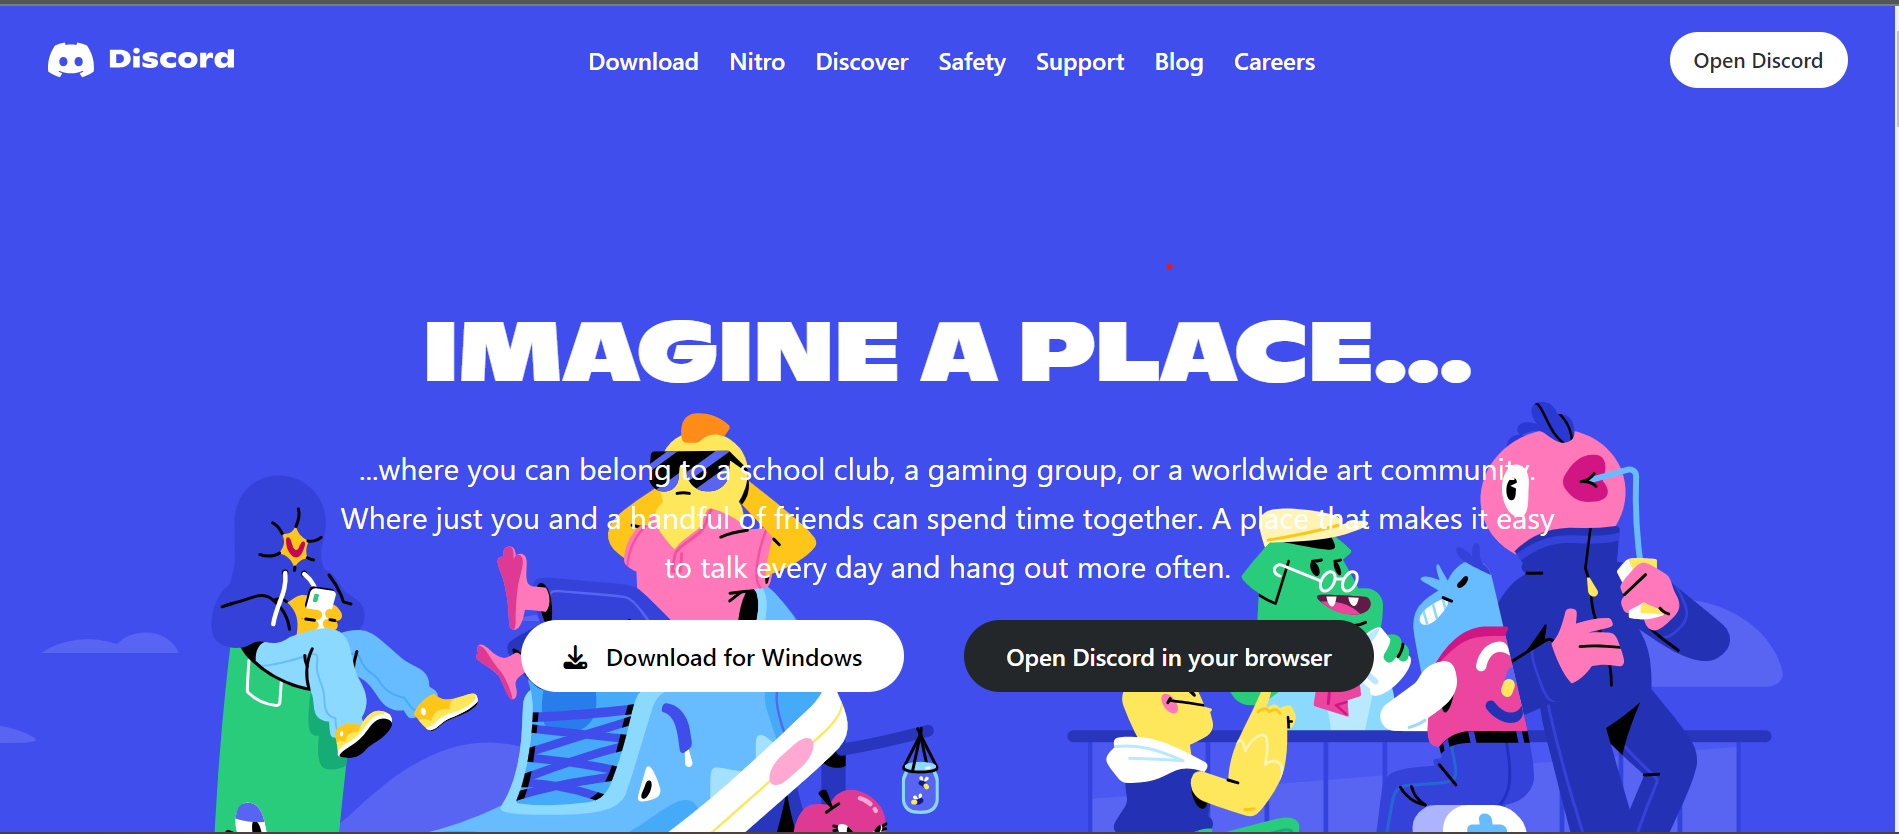 Discord
Download Nitro Discover Safety Support Blog Careers
Open Discord
IMAGINE A PLACE...
...where you can belong to a school club, a gaming group, or a worldwide art community.
Where just you and a handful of friends can spend time together. A place that makes it easy
to talk every day and hang out more often.
Download for Windows
Open Discord in your browser